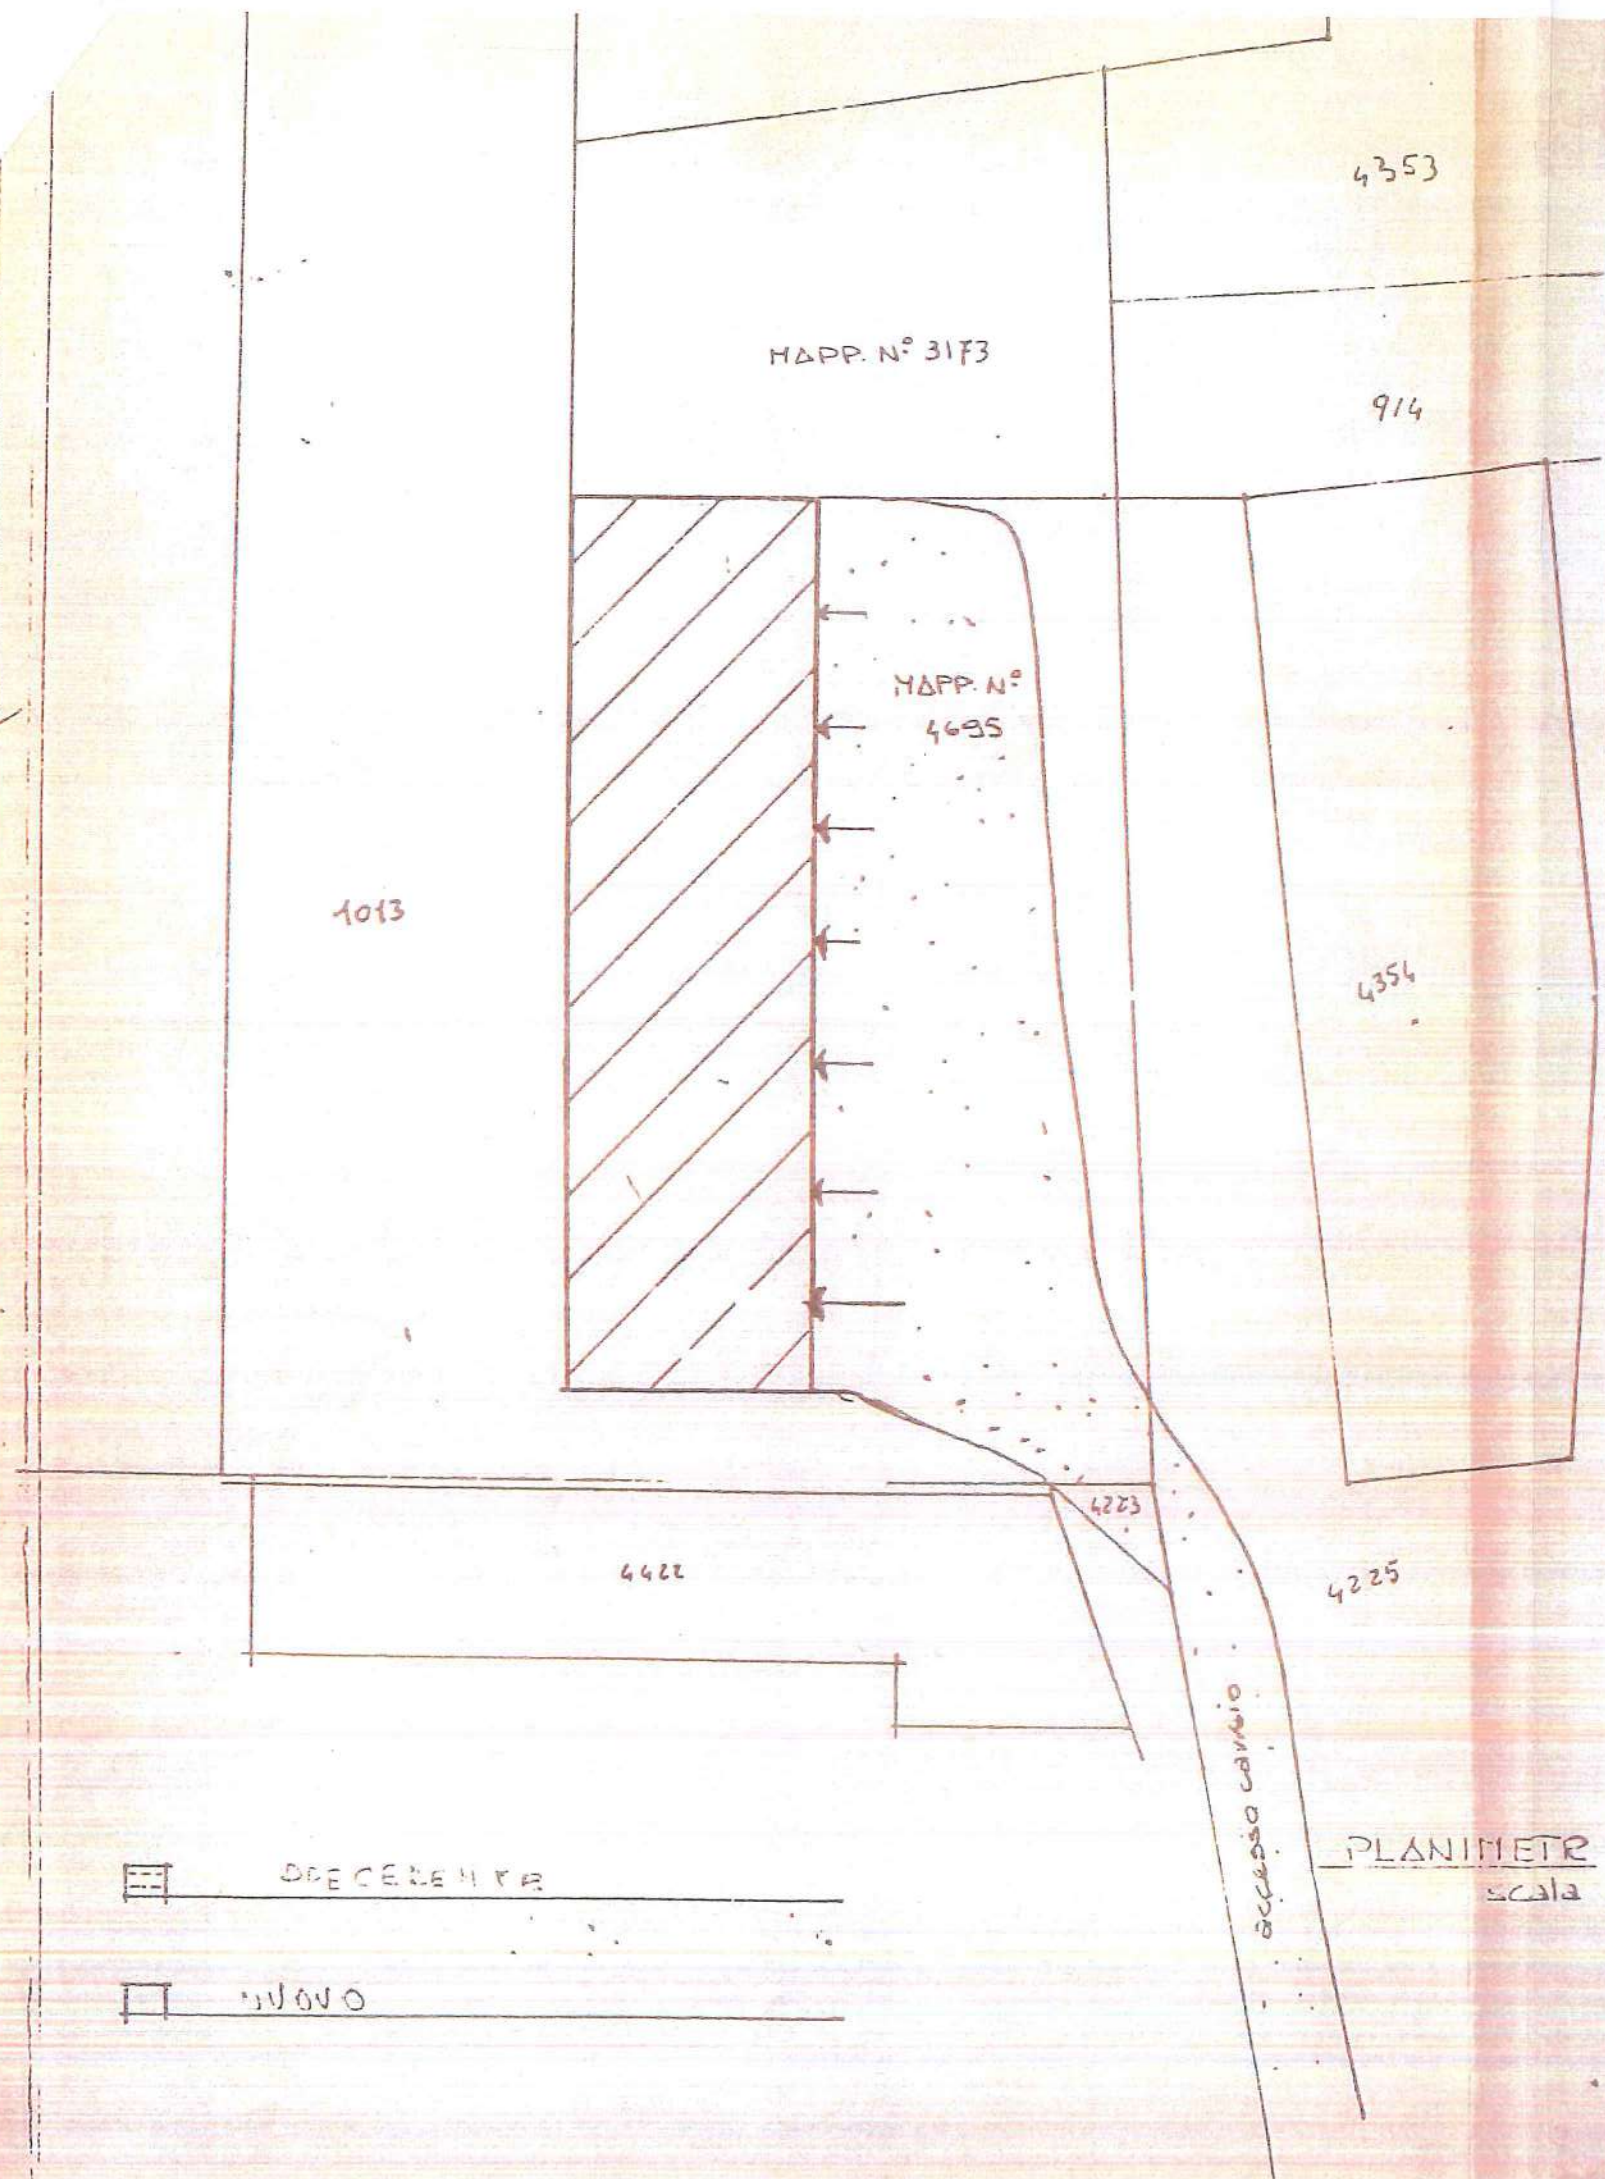 4353
MAPP. N° 3173
914
MAPP. N°
4695
1013
4354
4223
4422
4225
accesso carraio
PLANIMETR
scala
PRECEDENTE
NUOVO